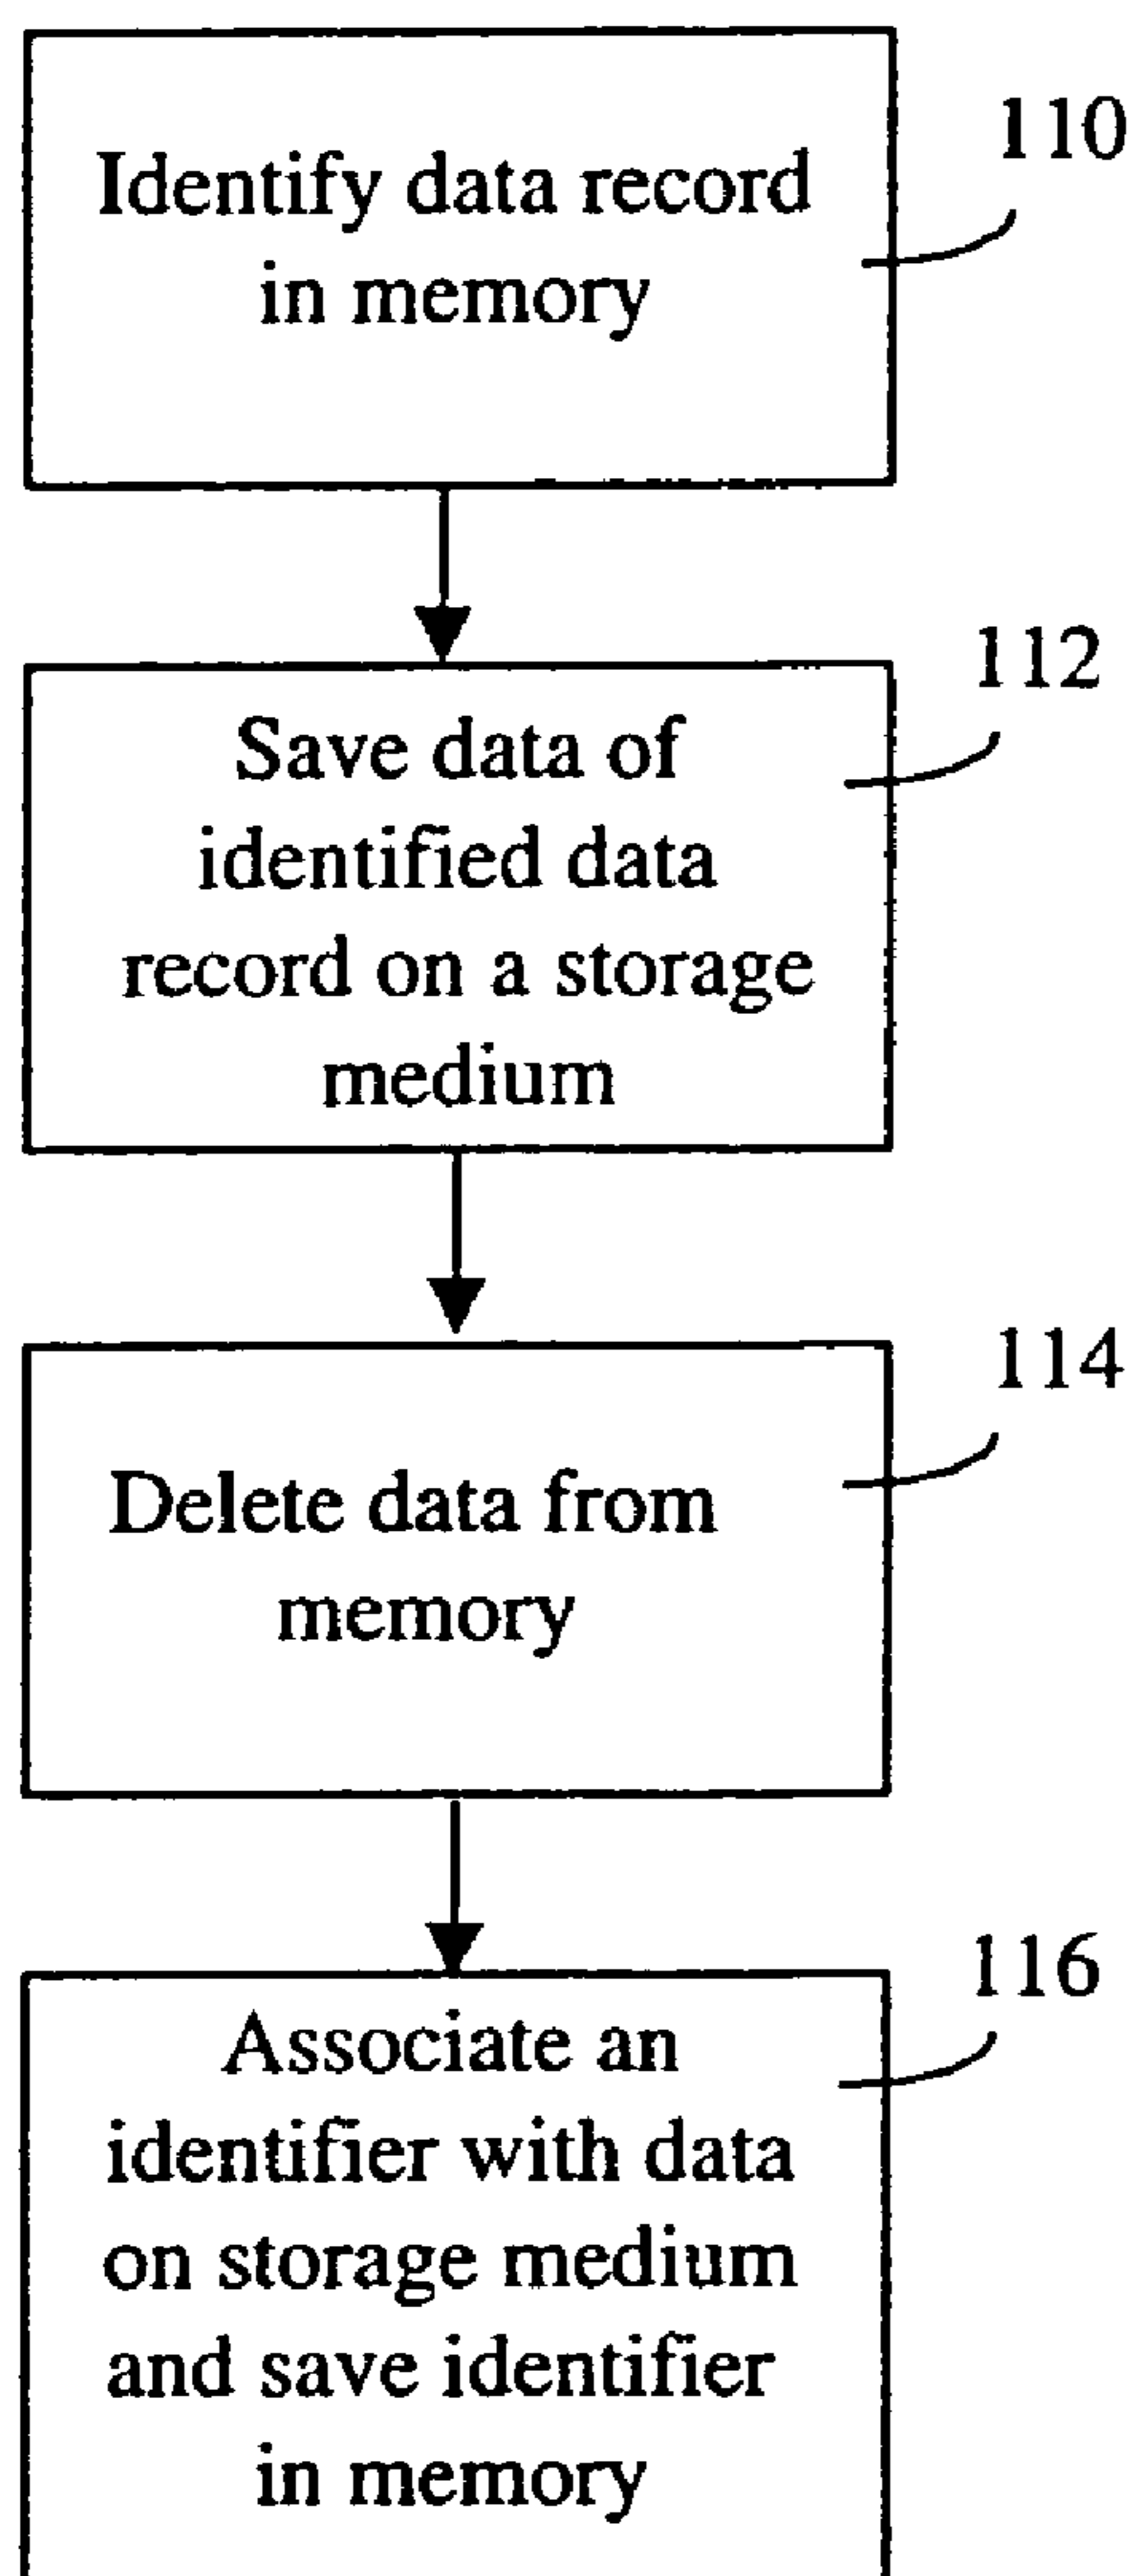 110
Identify data record
in memory
112
Save data of
identified data
record on a storage
medium
114
Delete data from
memory
116
Associate an
identifier with data
on storage medium
and save identifier
in memory